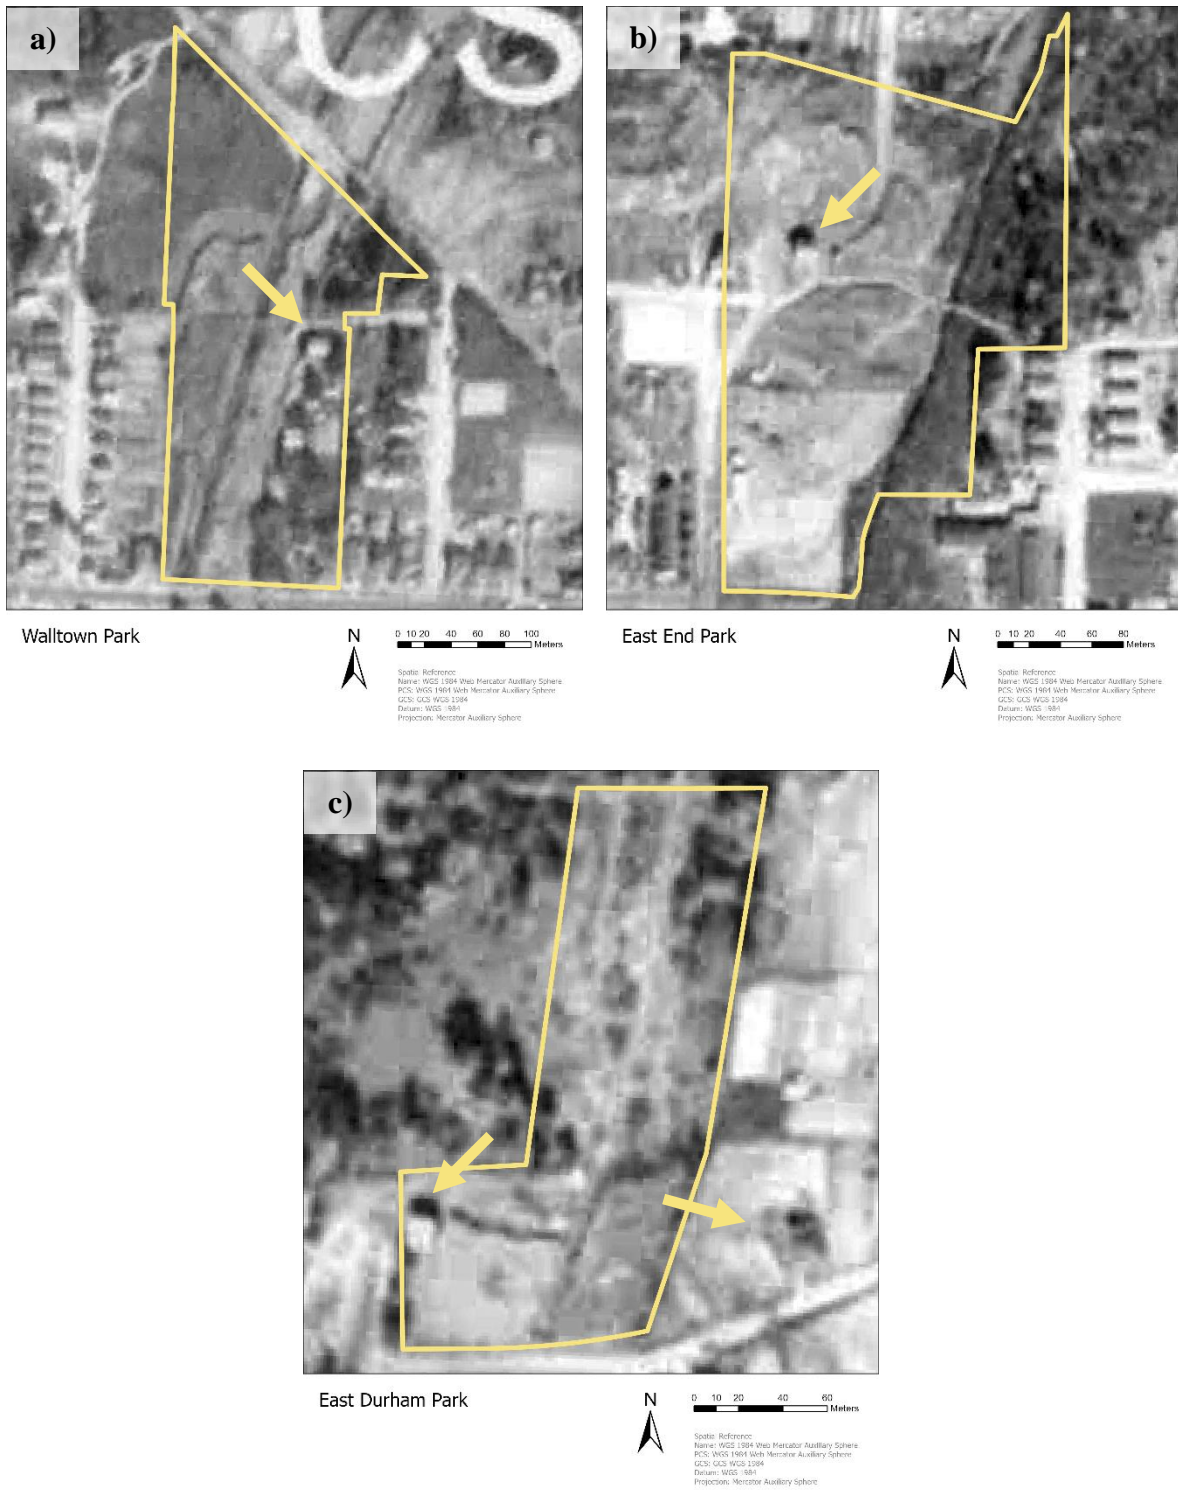 a)
b)
Walltown Park
N
0 10 20 40 60 80 100
Meters
Spatial Reference
Name: WGS 1984 Web Mercator Auxiliary Sphere
PCS: WGS 1984 Web Mercator Auxiliary Sphere
GCS: GCS WGS 1984
Datum: WGS 1984
Projection: Mercator Auxiliary Sphere
East End Park
N
0 10 20 40 60 80
Meters
Spatial Reference
Name: WGS 1984 Web Mercator Auxiliary Sphere
PCS: WGS 1984 Web Mercator Auxiliary Sphere
GCS: GCS WGS 1984
Datum: WGS 1984
Projection: Mercator Auxiliary Sphere
c)
East Durham Park
N
0 10 20 40 60
Meters
Spatial Reference
Name: WGS 1984 Web Mercator Auxiliary Sphere
PCS: WGS 1984 Web Mercator Auxiliary Sphere
GCS: GCS WGS 1984
Datum: WGS 1984
Projection: Mercator Auxiliary Sphere